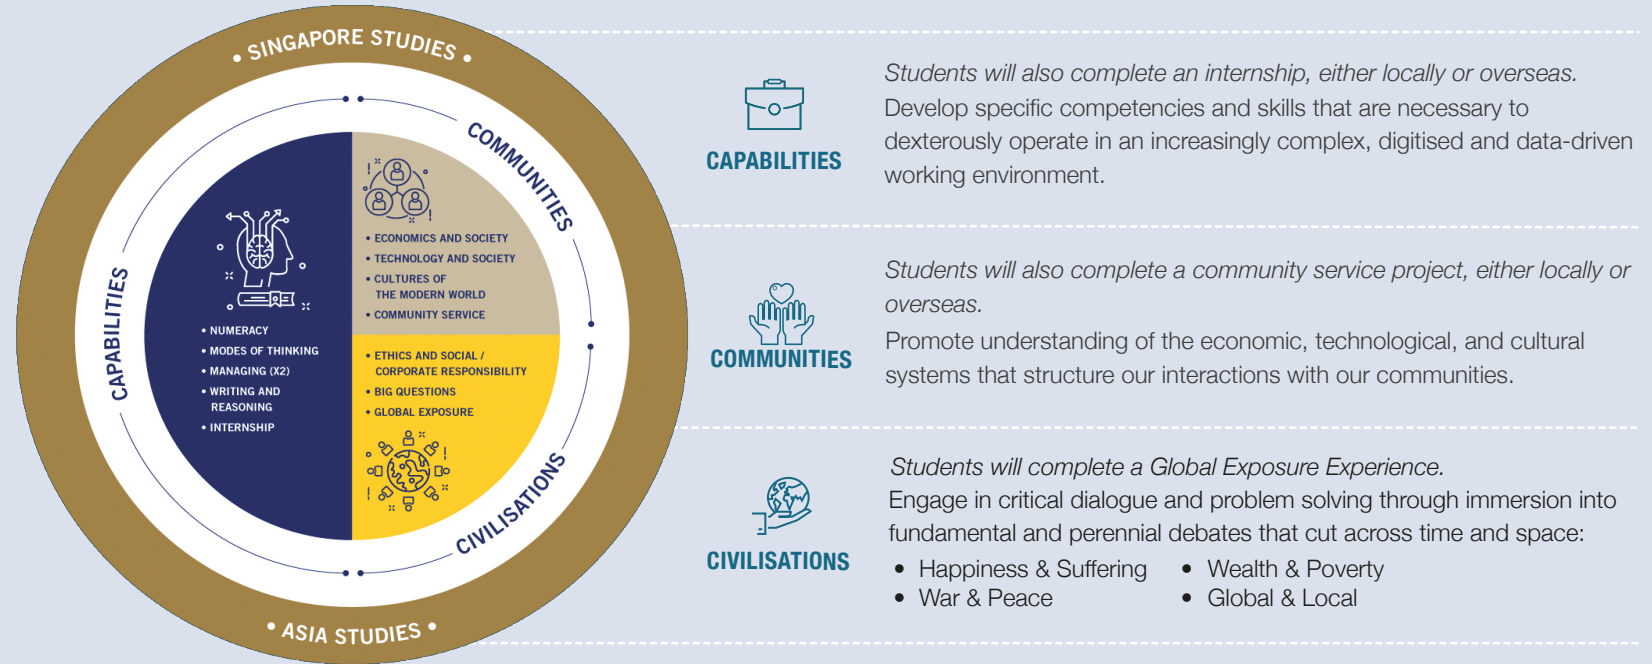 • SINGAPORE STUDIES •
COMMUNITIES
CAPABILITIES
CIVILISATIONS
• ASIA STUDIES •
• NUMERACY
• MODES OF THINKING
• MANAGING (X2)
• WRITING AND
REASONING
• INTERNSHIP
• ECONOMICS AND SOCIETY
• TECHNOLOGY AND SOCIETY
• CULTURES OF
THE MODERN WORLD
• COMMUNITY SERVICE
• ETHICS AND SOCIAL /
CORPORATE RESPONSIBILITY
• BIG QUESTIONS
• GLOBAL EXPOSURE
CAPABILITIES
Students will also complete an internship, either locally or overseas.
Develop specific competencies and skills that are necessary to
dexterously operate in an increasingly complex, digitised and data-driven
working environment.
COMMUNITIES
Students will also complete a community service project, either locally or
overseas.
Promote understanding of the economic, technological, and cultural
systems that structure our interactions with our communities.
CIVILISATIONS
Students will complete a Global Exposure Experience.
Engage in critical dialogue and problem solving through immersion into
fundamental and perennial debates that cut across time and space:
• Happiness & Suffering
• War & Peace
• Wealth & Poverty
• Global & Local